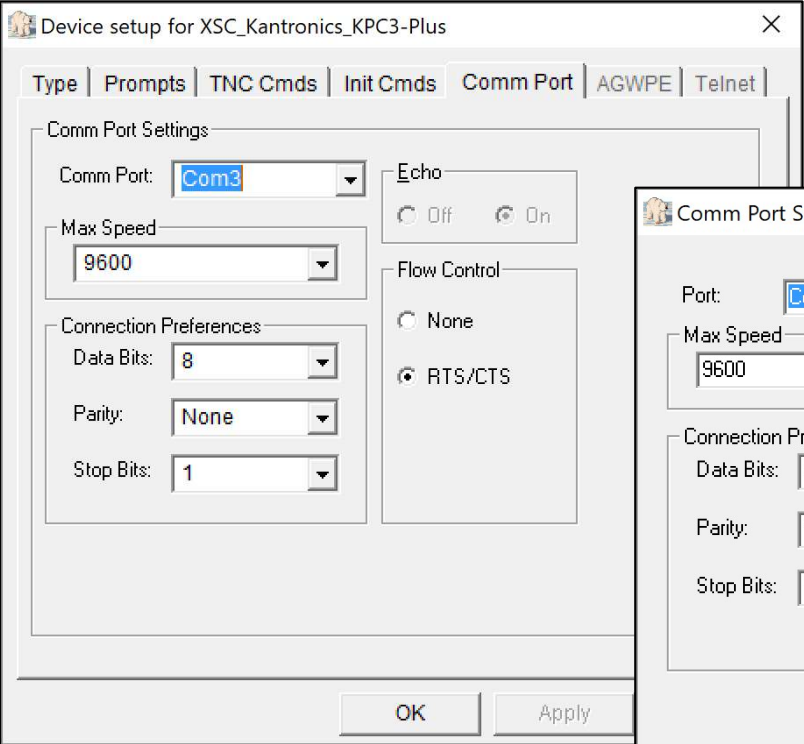 Device setup for XSC_Kantronics_KPC3-Plus
Type Prompts TNC Cmds Init Cmds Comm Port AGWPE Telnet
Comm Port Settings
Comm Port: Com3
Max Speed
9600
Connection Preferences
Data Bits: 8
Parity: None
Stop Bits: 1
Echo
Off On
Flow Control
None
RTS/CTS
OK Apply
Comm Port S
Port:
Max Speed
9600
Connection Pr
Data Bits:
Parity:
Stop Bits: